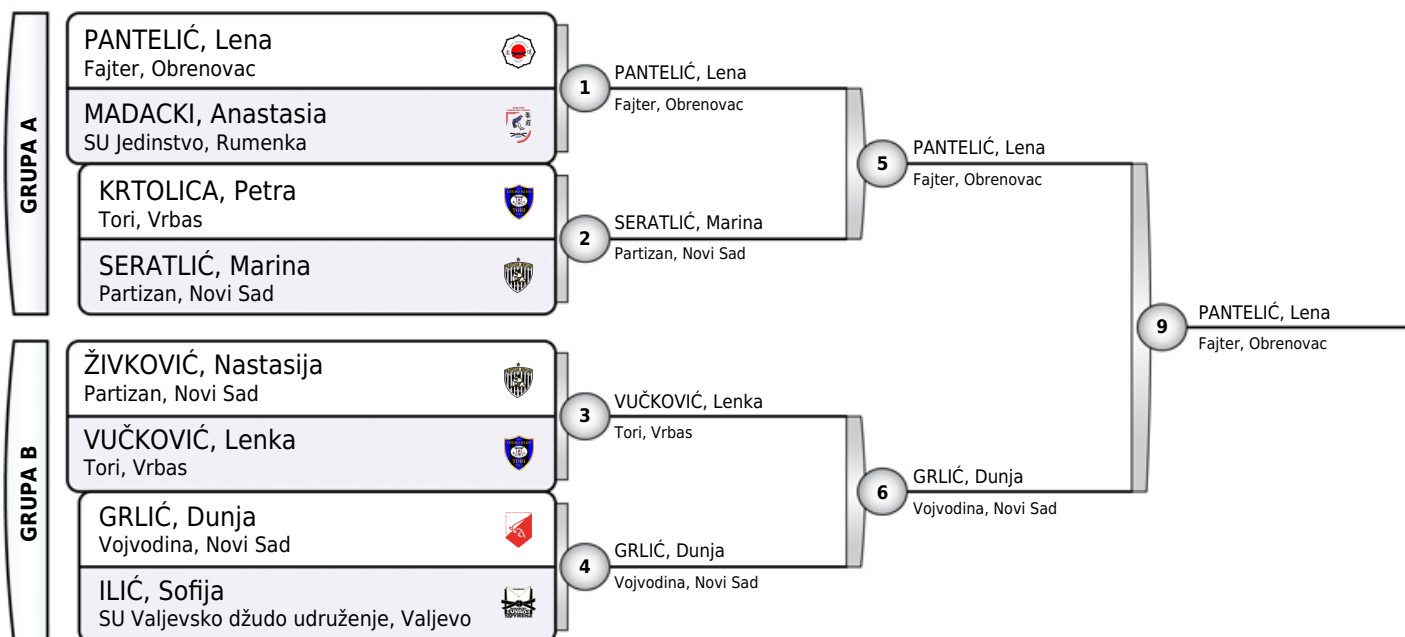 GRUPA A
PANTELIĆ, Lena
Fajter, Obrenovac
MADACKI, Anastasia
SU Jedinstvo, Rumenka
KRTOLICA, Petra
Tori, Vrbas
SERATLIĆ, Marina
Partizan, Novi Sad
1
PANTELIĆ, Lena
Fajter, Obrenovac
2
SERATLIĆ, Marina
Partizan, Novi Sad
5
PANTELIĆ, Lena
Fajter, Obrenovac
GRUPA B
ŽIVKOVIĆ, Nastasija
Partizan, Novi Sad
VUČKOVIĆ, Lenka
Tori, Vrbas
GRLIĆ, Dunja
Vojvodina, Novi Sad
ILIĆ, Sofija
SU Valjevsko džudo udruženje, Valjevo
3
VUČKOVIĆ, Lenka
Tori, Vrbas
4
GRLIĆ, Dunja
Vojvodina, Novi Sad
6
GRLIĆ, Dunja
Vojvodina, Novi Sad
9
PANTELIĆ, Lena
Fajter, Obrenovac